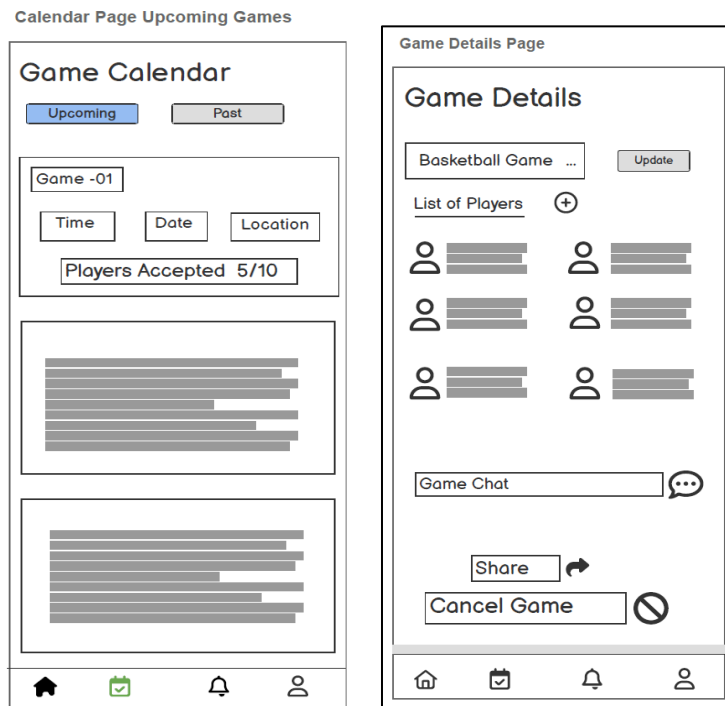 Calendar Page Upcoming Games
Game Calendar
Upcoming
Past
Game -01
Time
Date
Location
Players Accepted 5/10
Game Details Page
Game Details
Basketball Game ...
Update
List of Players
Game Chat
Share
Cancel Game